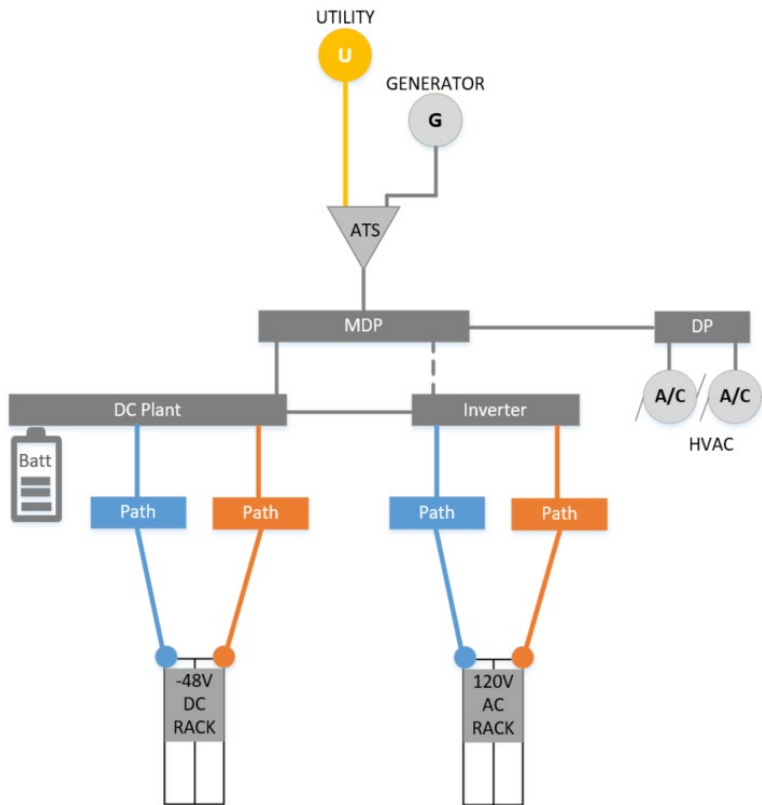 UTILITY
U
GENERATOR
G
ATS
MDP
DP
A/C
A/C
HVAC
DC Plant
Inverter
Batt
Path
Path
Path
Path
-48V
DC
RACK
120V
AC
RACK